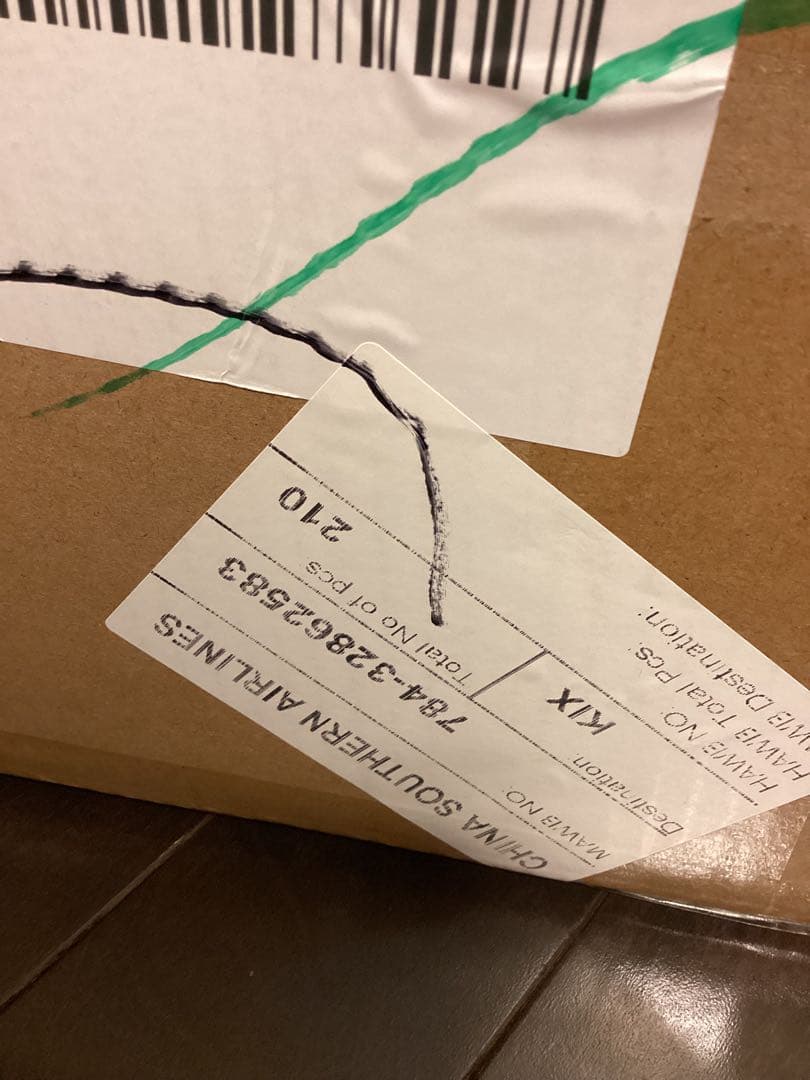 CHINA SOUTHERN AIRLINES
MAWB NO.
784-32862583
Destination:
Total No of pcs
KIX
210
HAWB NO:
HAWB Total Pcs:
HAWB Destination: